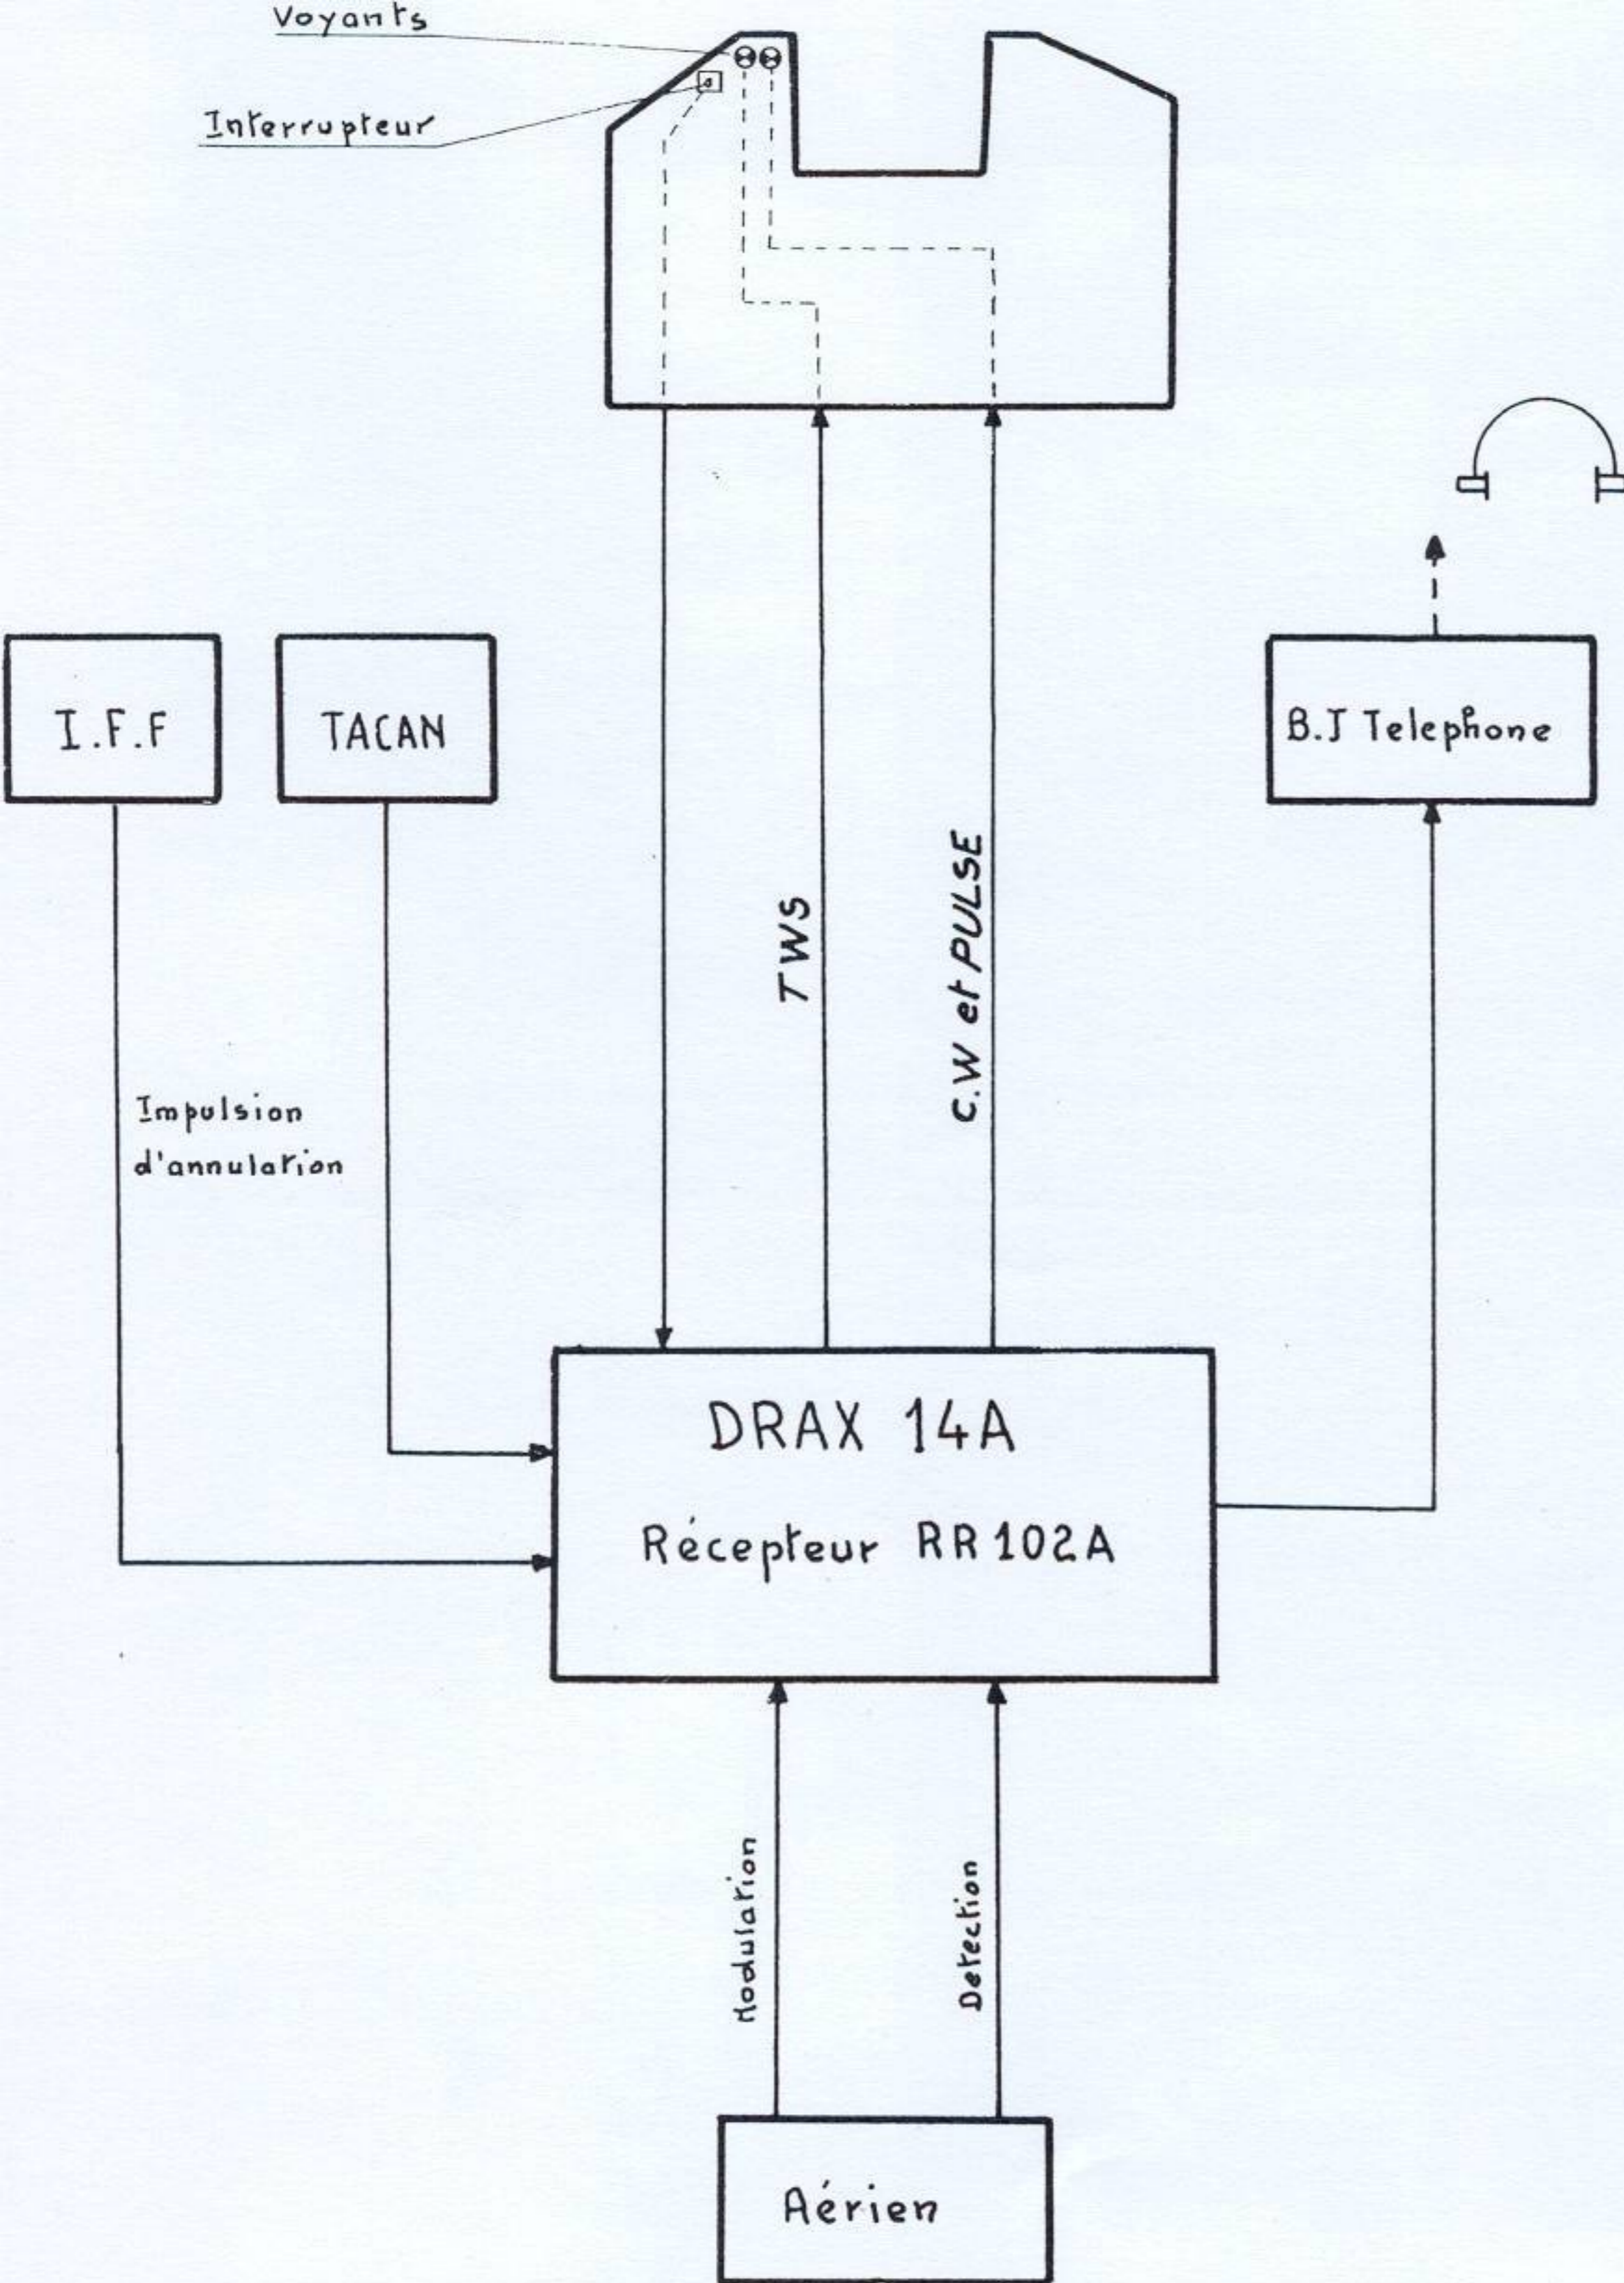 Voyants
Interrupteur
I.F.F
TACAN
B.J Telephone
TWS
C.W et PULSE
Impulsion
d'annulation
DRAX 14A
Récepteur RR102A
Modulation
Detection
Aérien